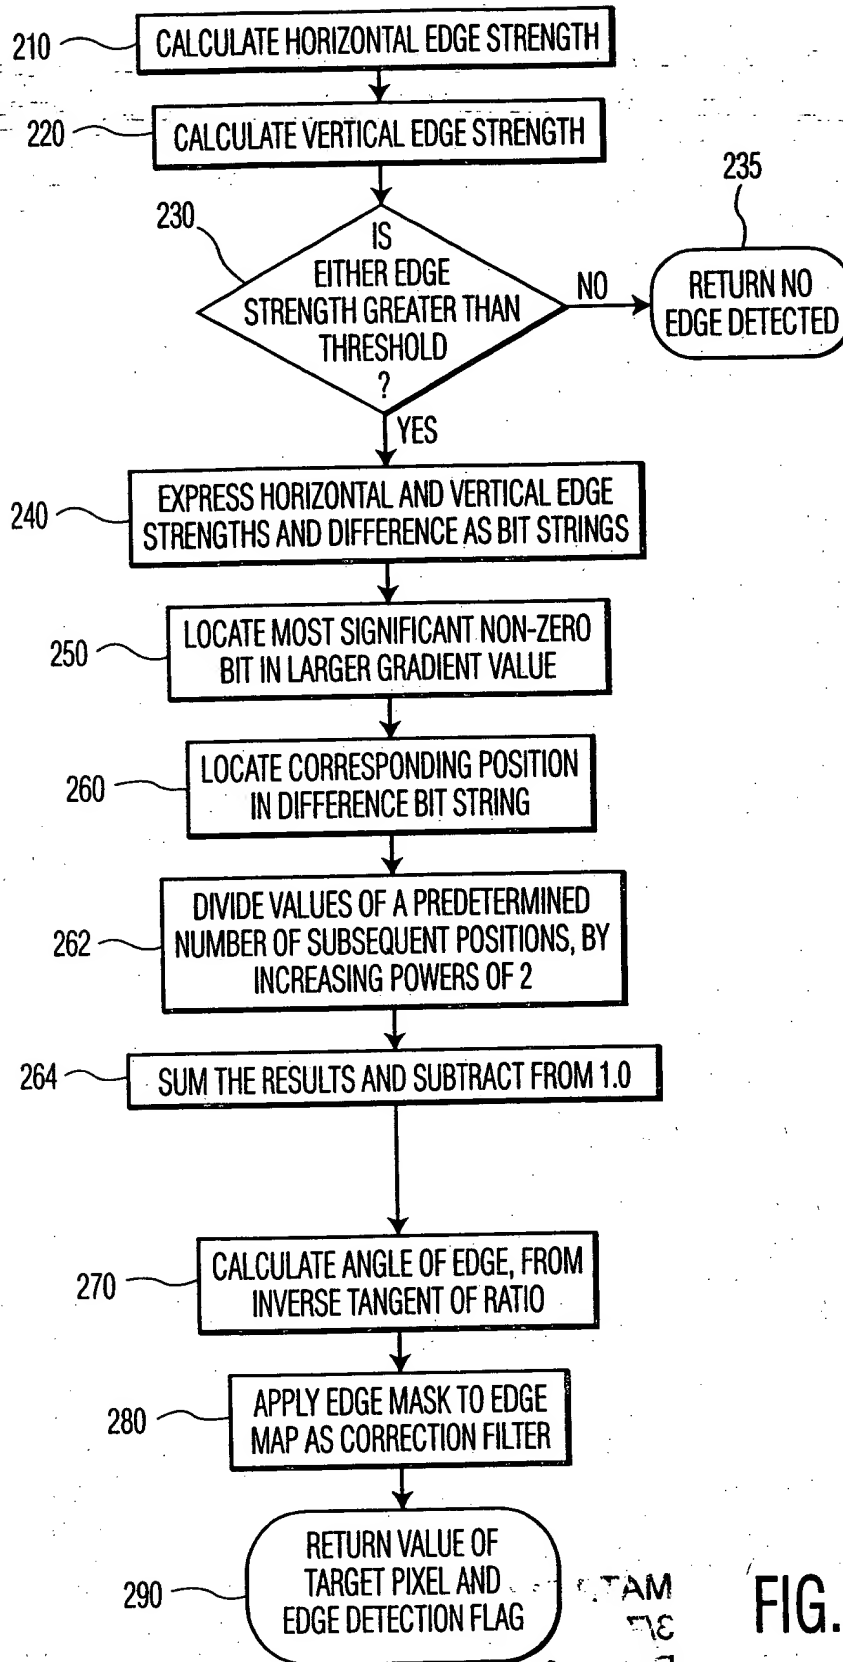 210
CALCULATE HORIZONTAL EDGE STRENGTH
220
CALCULATE VERTICAL EDGE STRENGTH
235
230
IS
EITHER EDGE
STRENGTH GREATER THAN
THRESHOLD
?
NO
RETURN NO
EDGE DETECTED
YES
240
EXPRESS HORIZONTAL AND VERTICAL EDGE
STRENGTHS AND DIFFERENCE AS BIT STRINGS
250
LOCATE MOST SIGNIFICANT NON-ZERO
BIT IN LARGER GRADIENT VALUE
260
LOCATE CORRESPONDING POSITION
IN DIFFERENCE BIT STRING
262
DIVIDE VALUES OF A PREDETERMINED
NUMBER OF SUBSEQUENT POSITIONS, BY
INCREASING POWERS OF 2
264
SUM THE RESULTS AND SUBTRACT FROM 1.0
270
CALCULATE ANGLE OF EDGE, FROM
INVERSE TANGENT OF RATIO
280
APPLY EDGE MASK TO EDGE
MAP AS CORRECTION FILTER
290
RETURN VALUE OF
TARGET PIXEL AND
EDGE DETECTION FLAG
FIG.